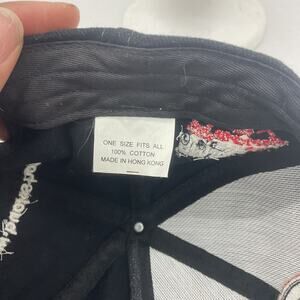 ONE SIZE FITS ALL
100% COTTON
MADE IN HONG KONG